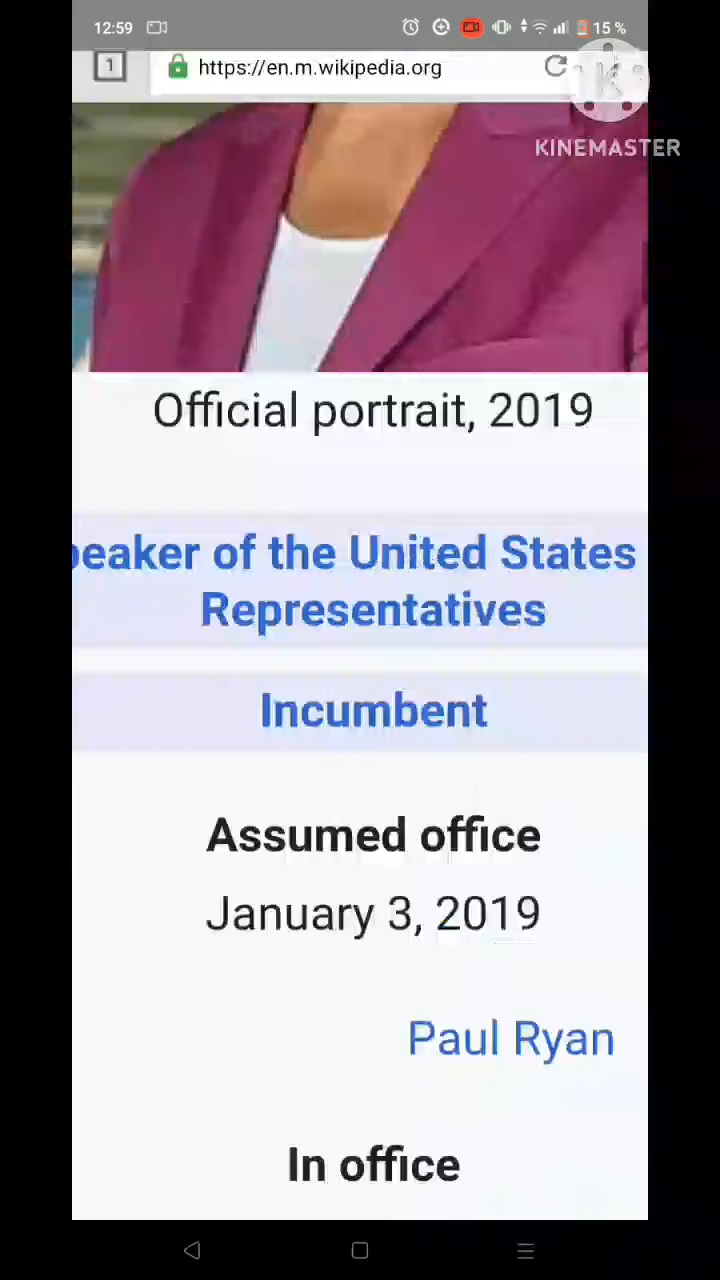 12:59
15 %
1
https://en.m.wikipedia.org
KINEMASTER
Official portrait, 2019
peaker of the United States
Representatives
Incumbent
Assumed office
January 3, 2019
Paul Ryan
In office